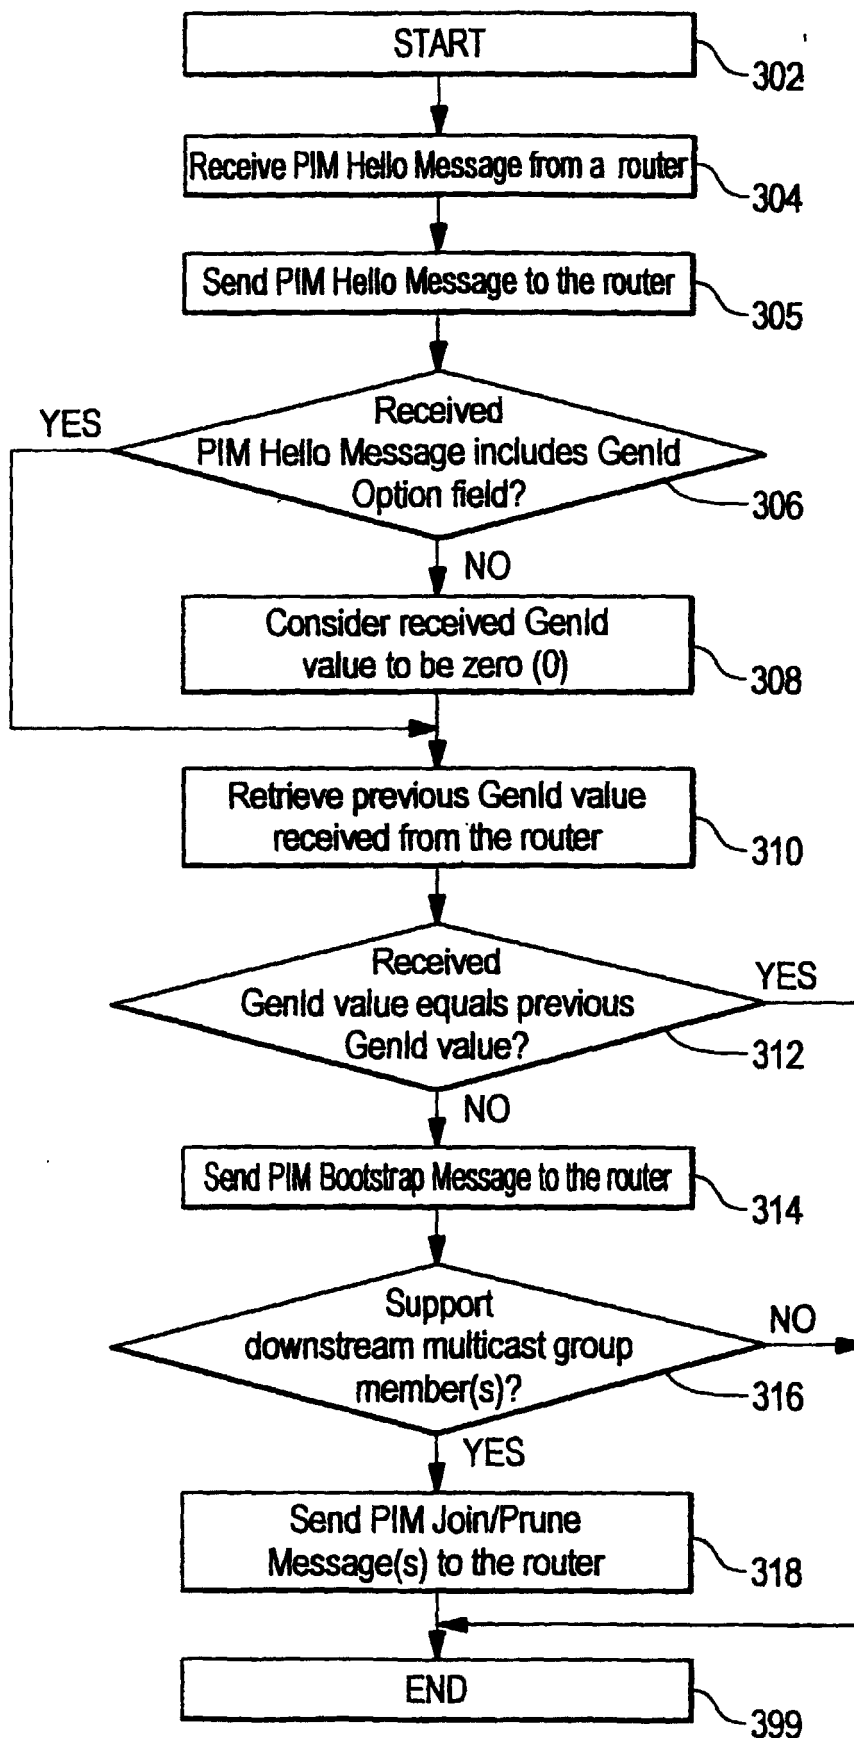 START
302
Receive PIM Hello Message from a router
304
Send PIM Hello Message to the router
305
YES
Received
PIM Hello Message includes GenId
Option field?
306
NO
Consider received GenId
value to be zero (0)
308
Retrieve previous GenId value
received from the router
310
Received
GenId value equals previous
GenId value?
YES
312
NO
Send PIM Bootstrap Message to the router
314
Support
downstream multicast group
member(s)?
NO
316
YES
Send PIM Join/Prune
Message(s) to the router
318
END
399